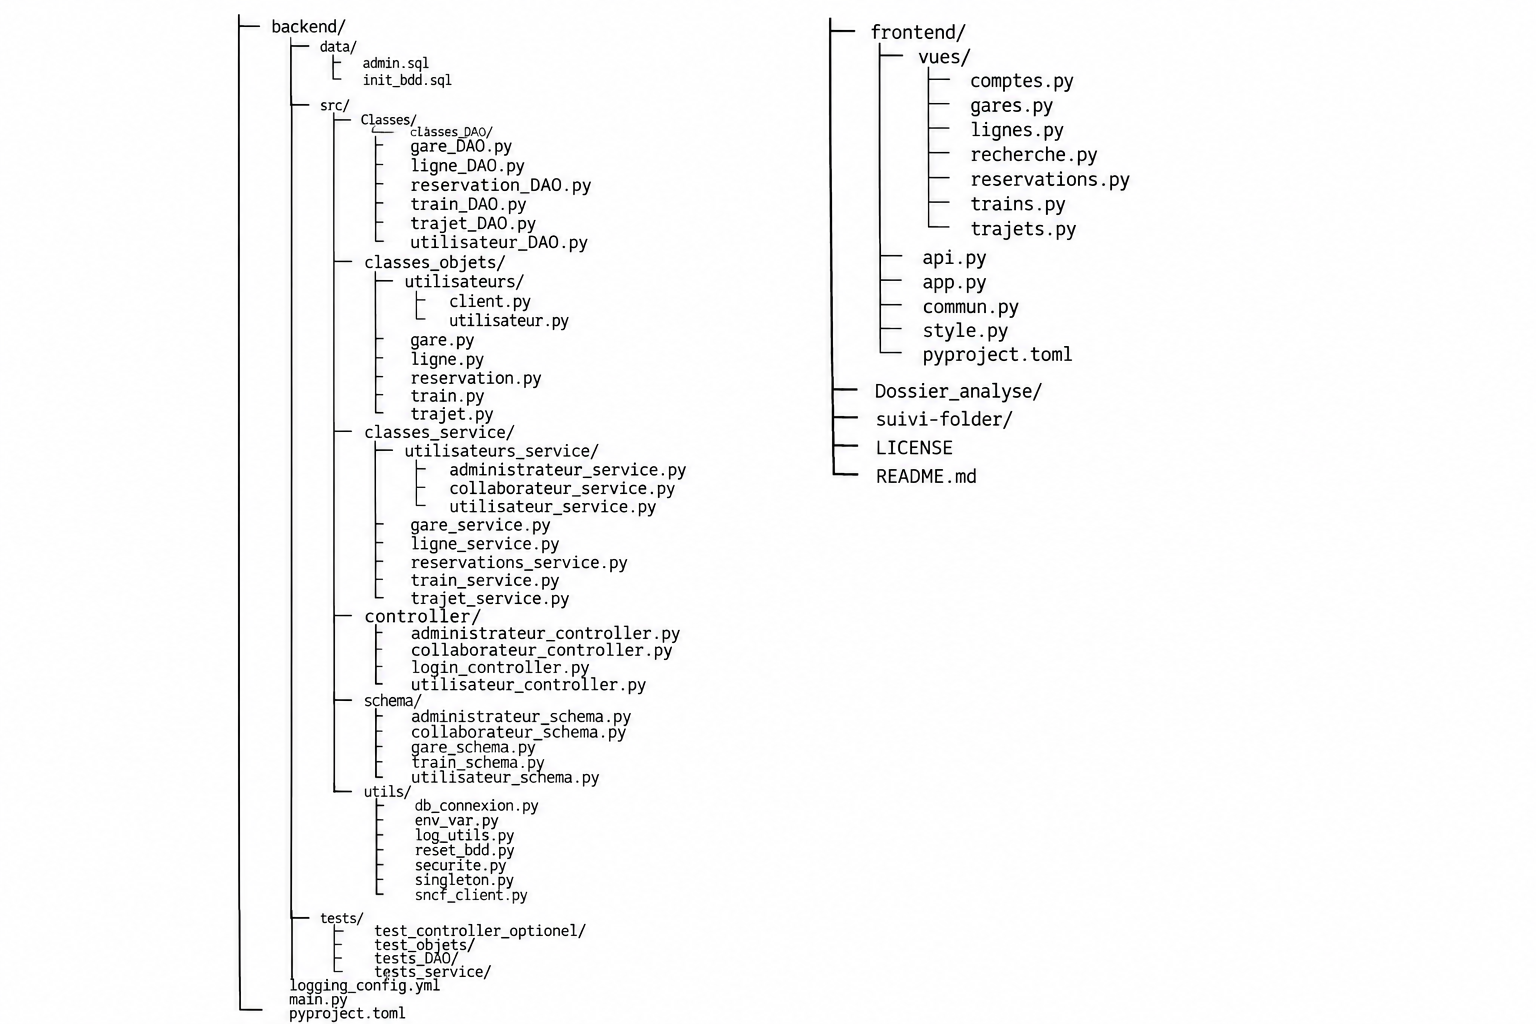 backend/
data/
admin.sql
init_bdd.sql
src/
Classes/
classes_DAO/
gare_DAO.py
ligne_DAO.py
reservation_DAO.py
train_DAO.py
trajet_DAO.py
utilisateur_DAO.py
classes_objets/
utilisateurs/
client.py
utilisateur.py
gare.py
ligne.py
reservation.py
train.py
trajet.py
classes_service/
utilisateurs_service/
administrateur_service.py
collaborateur_service.py
utilisateur_service.py
gare_service.py
ligne_service.py
reservations_service.py
train_service.py
trajet_service.py
controller/
administrateur_controller.py
collaborateur_controller.py
login_controller.py
utilisateur_controller.py
schema/
administrateur_schema.py
collaborateur_schema.py
gare_schema.py
train_schema.py
utilisateur_schema.py
utils/
db_connexion.py
env_var.py
log_utils.py
reset_bdd.py
securite.py
singleton.py
sncf_client.py
tests/
test_controller_optionel/
test_objets/
tests_DAO/
tests_service/
logging_config.yml
main.py
pyproject.toml
frontend/
vues/
comptes.py
gares.py
lignes.py
recherche.py
reservations.py
trains.py
trajets.py
api.py
app.py
commun.py
style.py
pyproject.toml
Dossier_analyse/
suivi-folder/
LICENSE
README.md